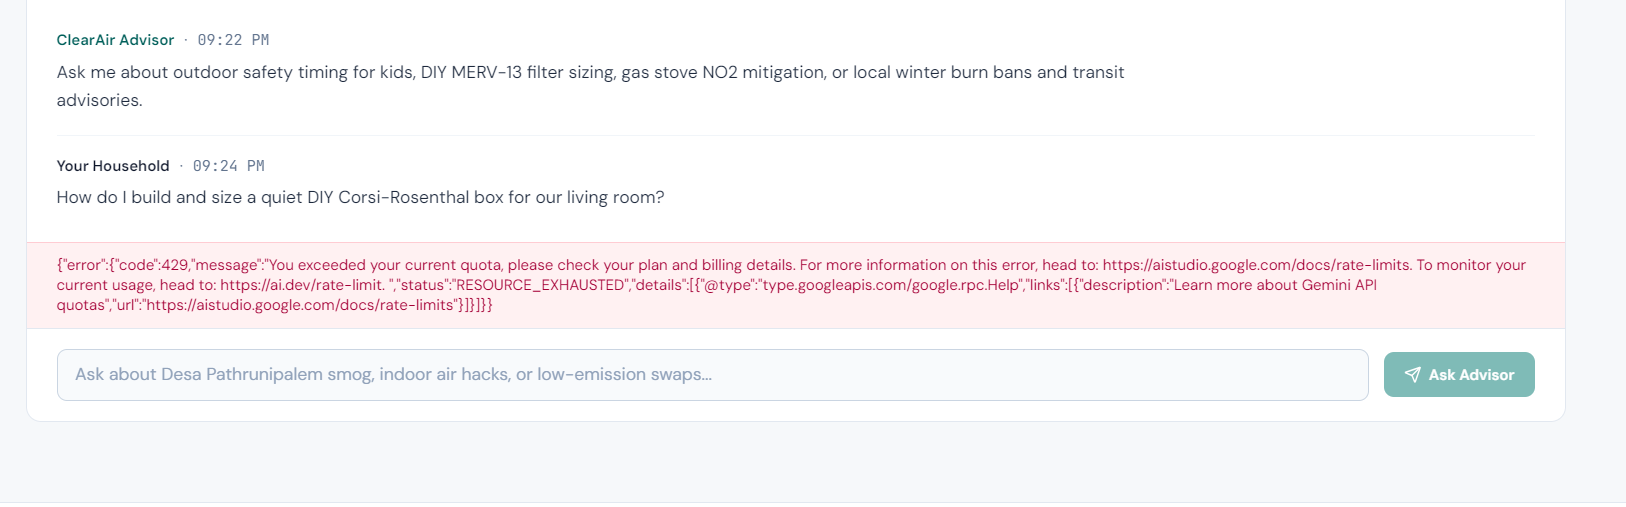 ClearAir Advisor · 09:22 PM
Ask me about outdoor safety timing for kids, DIY MERV-13 filter sizing, gas stove NO2 mitigation, or local winter burn bans and transit
advisories.
Your Household · 09:24 PM
How do I build and size a quiet DIY Corsi-Rosenthal box for our living room?
{"error":{"code":429,"message":"You exceeded your current quota, please check your plan and billing details. For more information on this error, head to: https://aistudio.google.com/docs/rate-limits. To monitor your
current usage, head to: https://ai.dev/rate-limit. ","status":"RESOURCE_EXHAUSTED","details":[{"@type":"type.googleapis.com/google.rpc.Help","links":[{"description":"Learn more about Gemini API
quotas","url":"https://aistudio.google.com/docs/rate-limits"}]}]}}
Ask about Desa Pathrunipalem smog, indoor air hacks, or low-emission swaps...
Ask Advisor